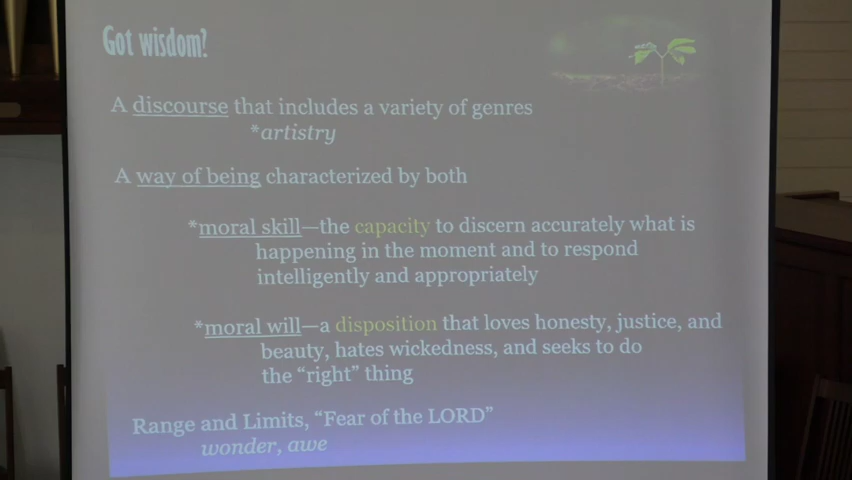 Got wisdom?
A discourse that includes a variety of genres
*artistry
A way of being characterized by both
*moral skill—the capacity to discern accurately what is
happening in the moment and to respond
intelligently and appropriately
*moral will—a disposition that loves honesty, justice, and
beauty, hates wickedness, and seeks to do
the “right” thing
Range and Limits, “Fear of the LORD”
wonder, awe